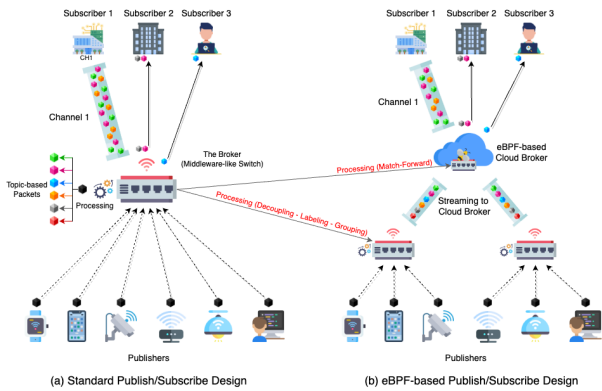 Subscriber 1 Subscriber 2 Subscriber 3
CH1
Channel 1
The Broker
(Middleware-like Switch)
Topic-based
Packets
Processing
Publishers
(a) Standard Publish/Subscribe Design
Processing (Match-Forward)
Processing (Decoupling - Labeling - Grouping)
Subscriber 1 Subscriber 2 Subscriber 3
Channel 1
eBPF-based
Cloud Broker
Streaming to
Cloud Broker
Publishers
(b) eBPF-based Publish/Subscribe Design